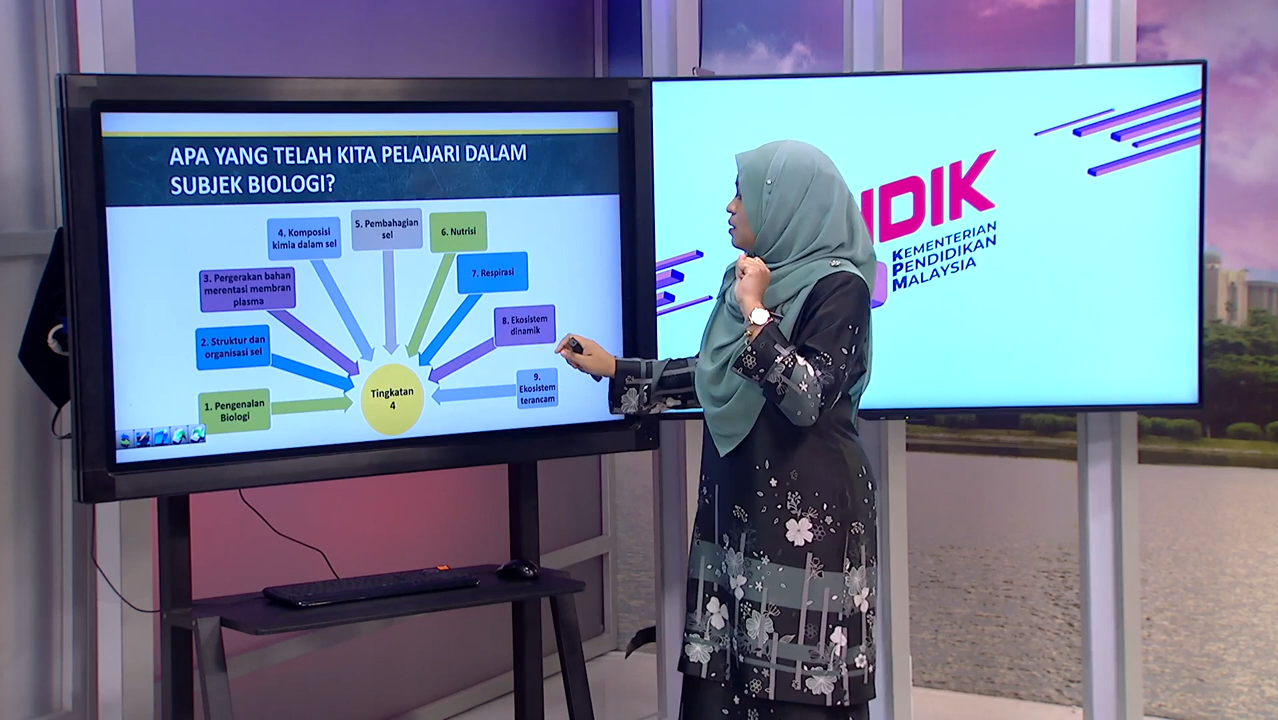 APA YANG TELAH KITA PELAJARI DALAM
SUBJEK BIOLOGI?
1. Pengenalan
Biologi
2. Struktur dan
organisasi sel
3. Pergerakan bahan
merentasi membran
plasma
4. Komposisi
kimia dalam sel
5. Pembahagian
sel
6. Nutrisi
7. Respirasi
8. Ekosistem
dinamik
9.
Ekosistem
terancam
Tingkatan
4
KEMENTERIAN
PENDIDIKAN
MALAYSIA